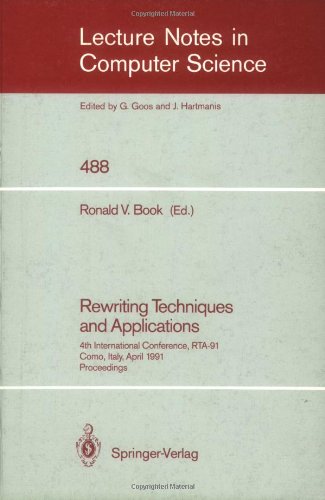 Lecture Notes in
Computer Science
Edited by G. Goos and J. Hartmanis
488
Ronald V. Book (Ed.)
Rewriting Techniques
and Applications
4th International Conference, RTA-91
Como, Italy, April 1991
Proceedings
Springer-Verlag